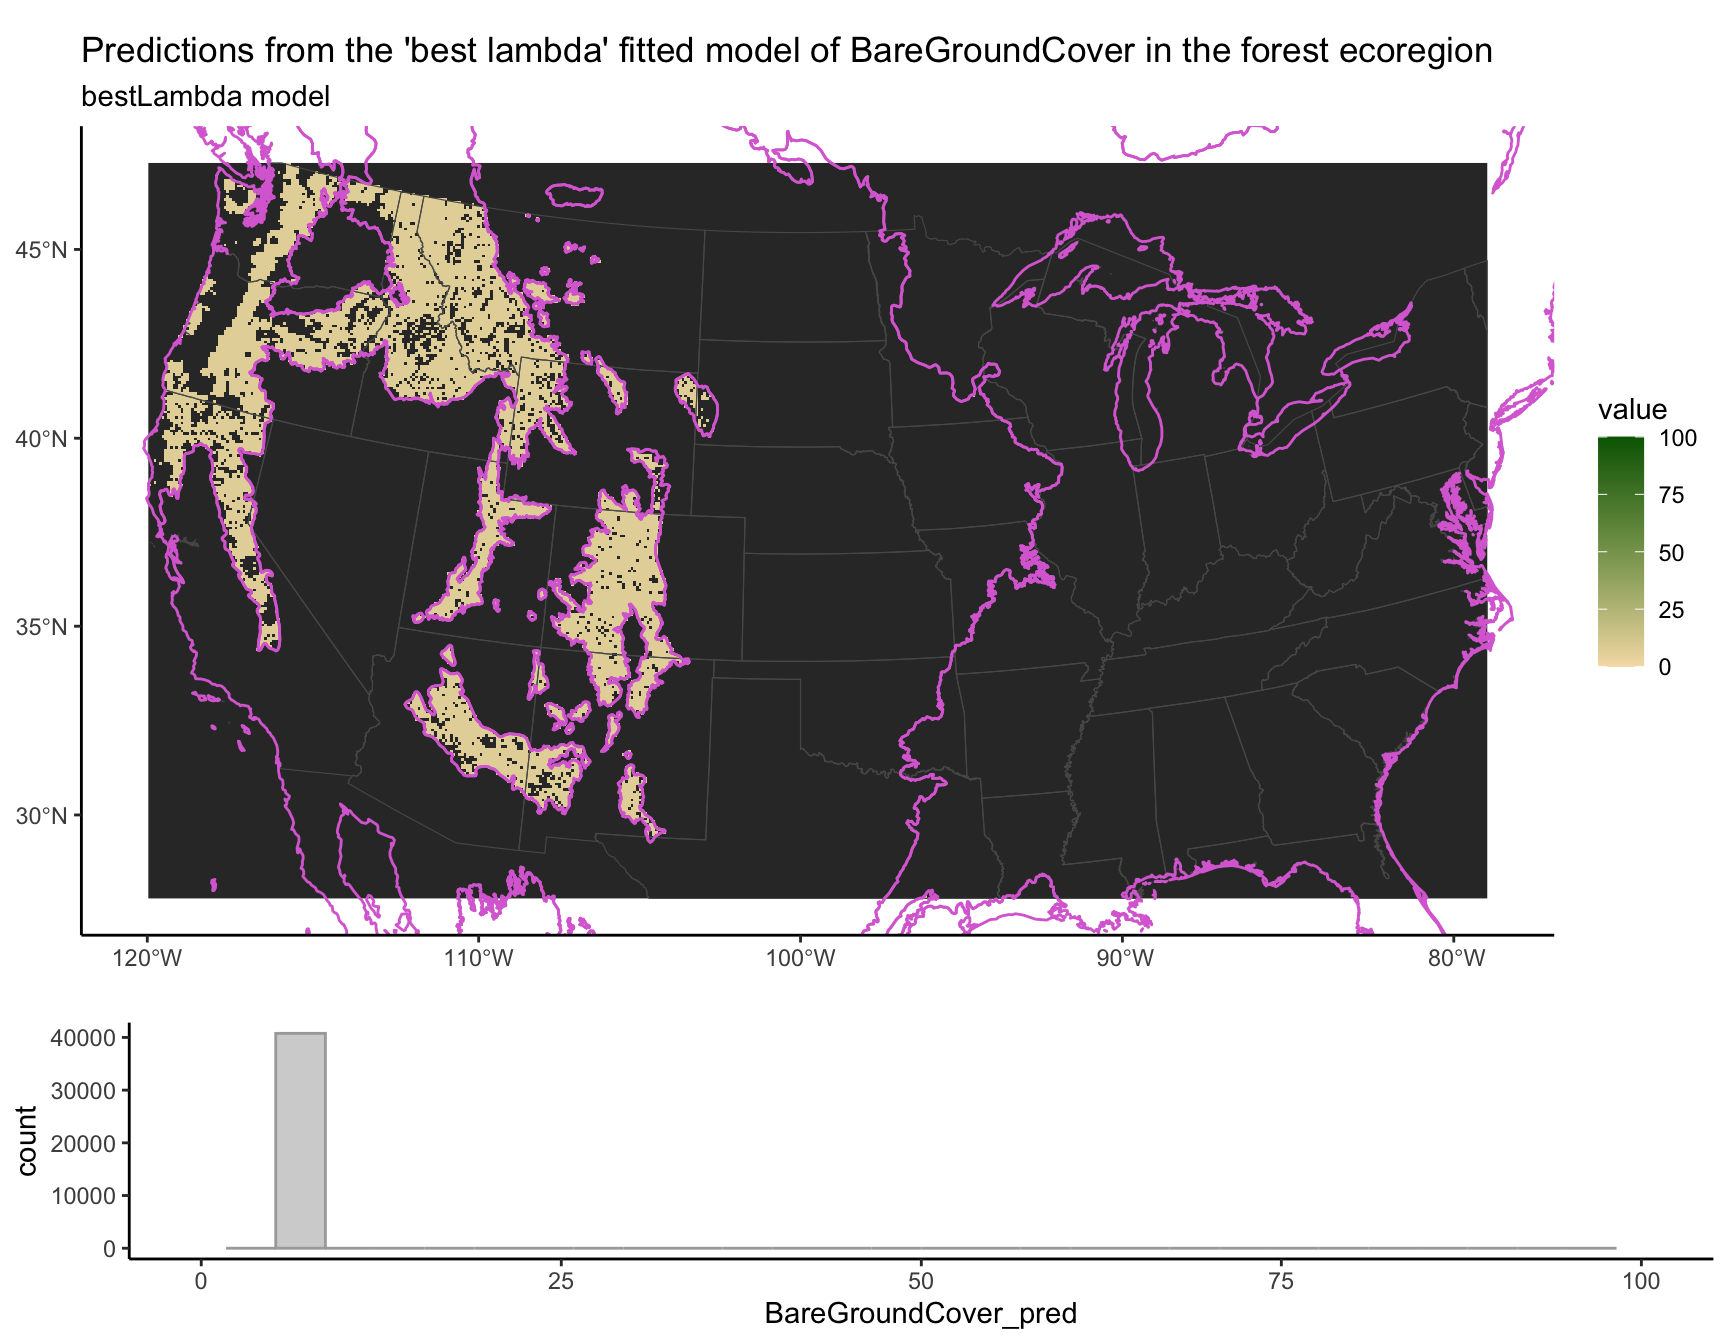 Predictions from the 'best lambda' fitted model of BareGroundCover in the forest ecoregion
bestLambda model
45°N
40°N
35°N
30°N
120°W 110°W 100°W 90°W 80°W
value
100
75
50
25
0
count
40000
30000
20000
10000
0
0 25 50 75 100
BareGroundCover_pred